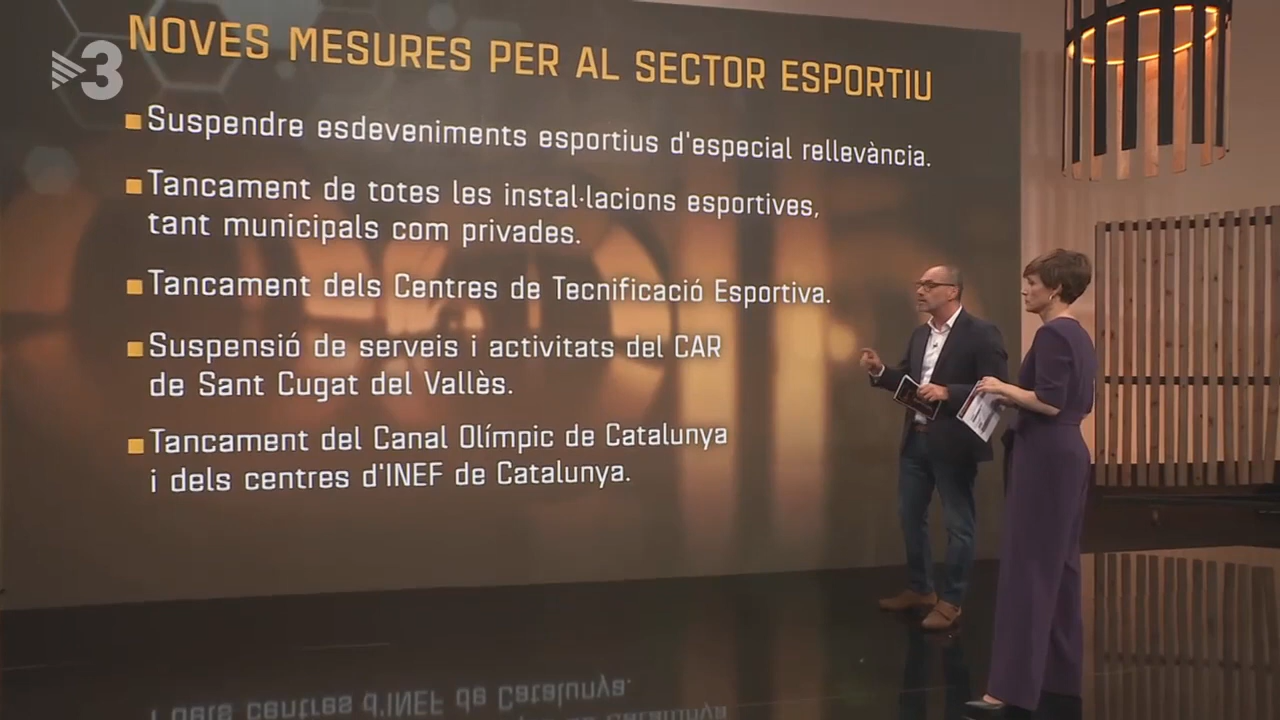 3
NOVES MESURES PER AL SECTOR ESPORTIU
Suspendre esdeveniments esportius d'especial rellevància.
Tancament de totes les instal·lacions esportives,
tant municipals com privades.
Tancament dels Centres de Tecnificació Esportiva.
Suspensió de serveis i activitats del CAR
de Sant Cugat del Vallès.
Tancament del Canal Olímpic de Catalunya
i dels centres d'INEF de Catalunya.